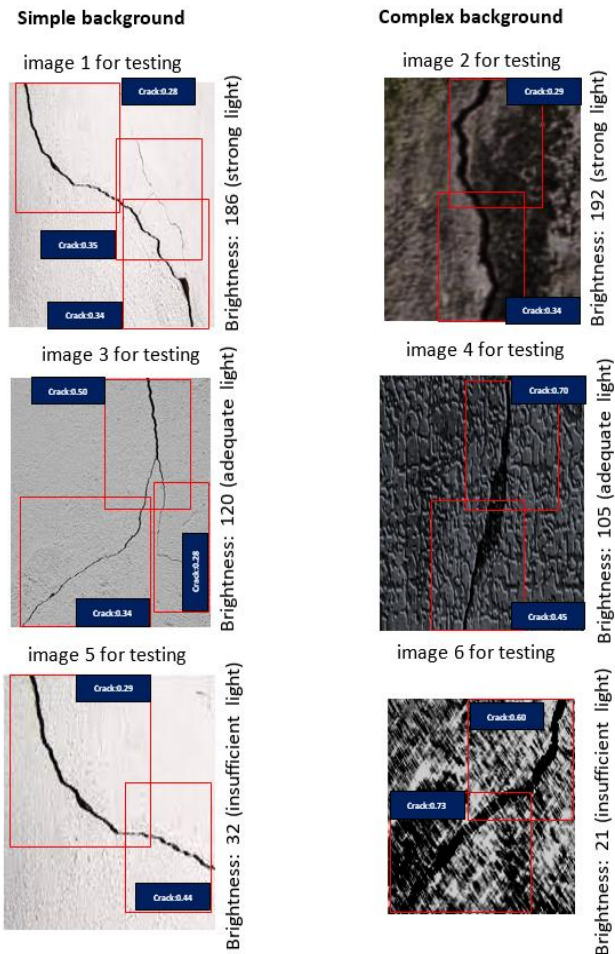 Simple background
Complex background
image 1 for testing
Crack:0.28
Crack:0.35
Crack:0.34
Brightness: 186 (strong light)
image 2 for testing
Crack:0.29
Crack:0.34
Brightness: 192 (strong light)
image 3 for testing
Crack:0.50
Crack:0.28
Crack:0.34
Brightness: 120 (adequate light)
image 4 for testing
Crack:0.70
Crack:0.45
Brightness: 105 (adequate light)
image 5 for testing
Crack:0.29
Crack:0.44
Brightness: 32 (insufficient light)
image 6 for testing
Crack:0.60
Crack:0.73
Brightness: 21 (insufficient light)